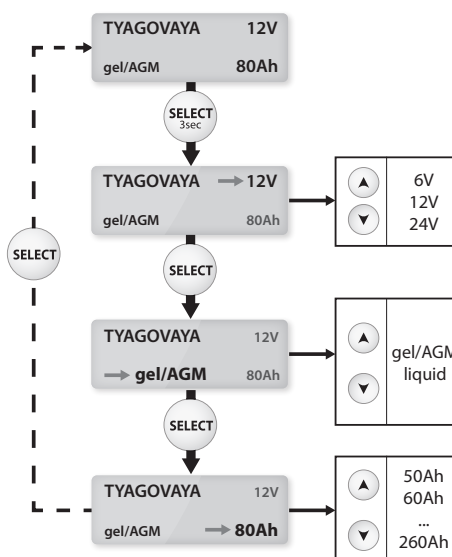 TYAGOVAYA 12V
gel/AGM 80Ah
SELECT
3sec
TYAGOVAYA 12V
gel/AGM 80Ah
6V
12V
24V
SELECT
SELECT
TYAGOVAYA 12V
gel/AGM 80Ah
gel/AGM
liquid
SELECT
TYAGOVAYA 12V
gel/AGM 80Ah
50Ah
60Ah
...
260Ah